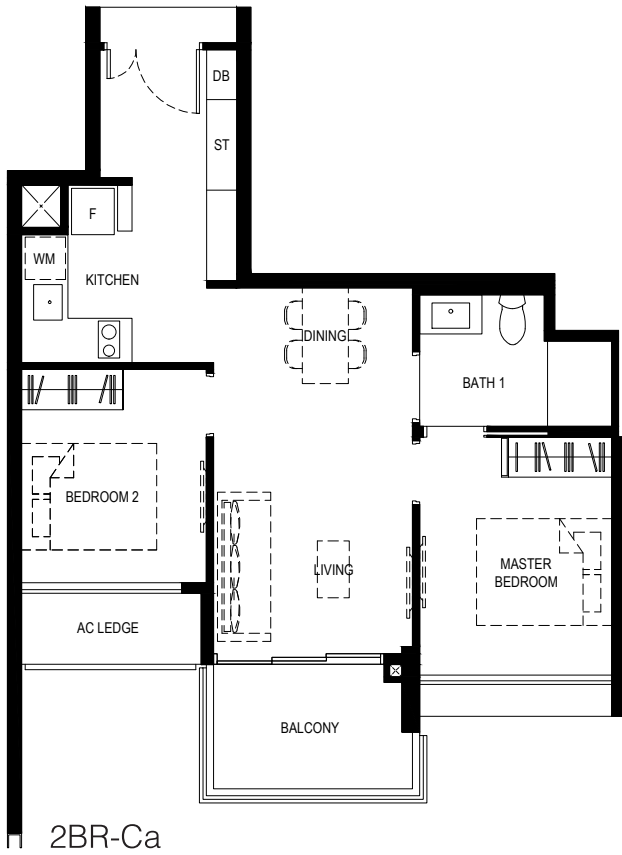 DB
ST
F
WM
KITCHEN
DINING
BATH 1
BEDROOM 2
LIVING
MASTER
BEDROOM
AC LEDGE
BALCONY
2BR-Ca